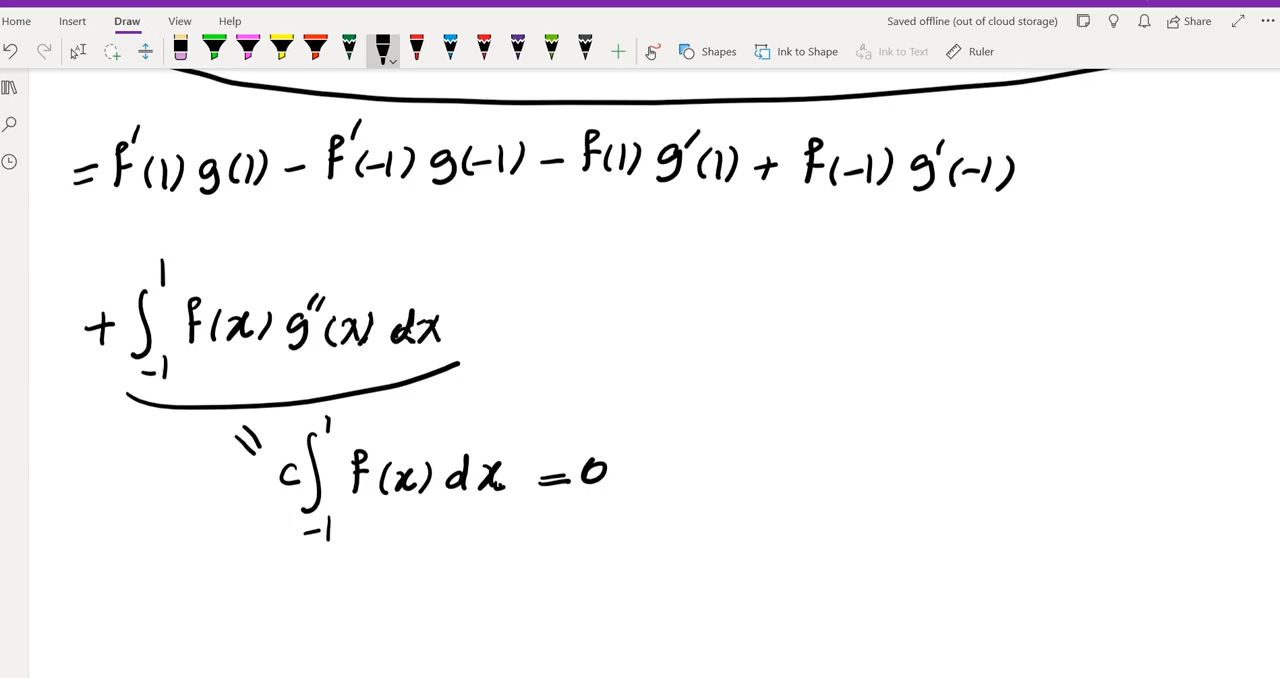 Home Insert Draw View Help Saved offline (out of cloud storage) Share
Shapes Ink to Shape Ink to Text Ruler
= f'(1) g(1) - f'(-1) g(-1) - f(1) g'(1) + f(-1) g'(-1)
+ ∫_{-1}^{1} f(x) g''(x) dx
= c ∫_{-1}^{1} f(x) dx = 0